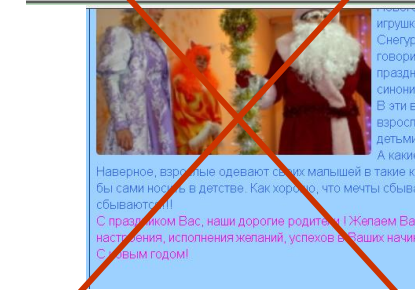 игрушк
Снегур
говори
праздн
синони
В эти в
взросл
детьми
А каки
Наверное, взрослые одевают своих малышей в такие к
бы сами носить в детстве. Как хорошо, что мечты сбыва
сбываются!!!
С праздником Вас, наши дорогие родители ! Желаем Ва
настроения, исполнения желаний, успехов в Ваших начин
С новым годом!